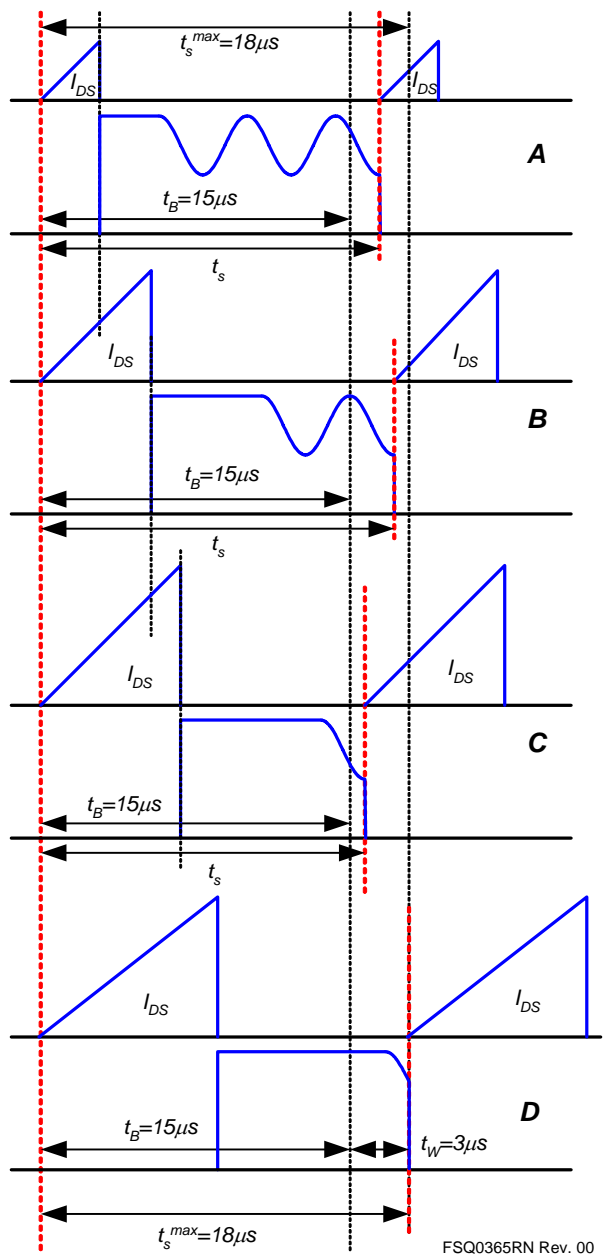 t_s^max=18μs
I_DS
I_DS
A
t_B=15μs
t_s
I_DS
I_DS
B
t_B=15μs
t_s
I_DS
I_DS
C
t_B=15μs
t_s
I_DS
I_DS
D
t_B=15μs
t_W=3μs
t_s^max=18μs
FSQ0365RN Rev. 00